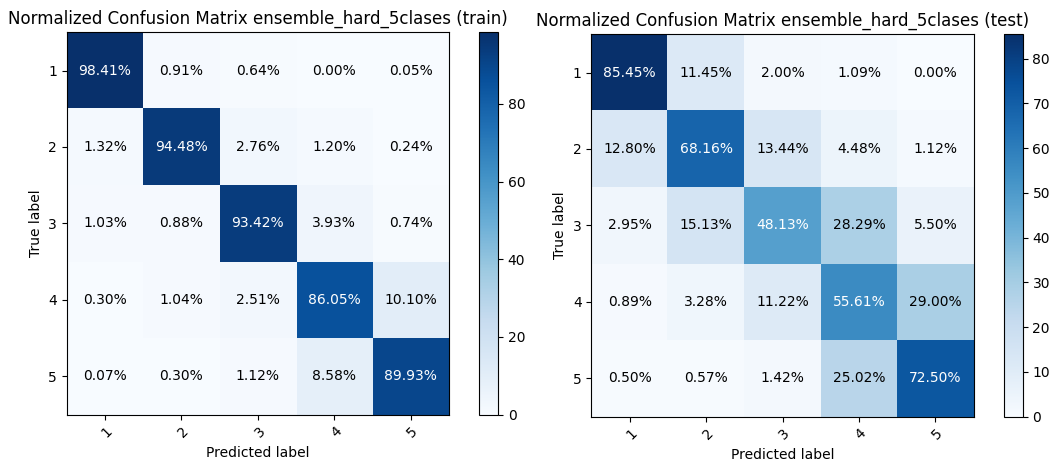 Normalized Confusion Matrix ensemble_hard_5clases (train)
1 98.41% 0.91% 0.64% 0.00% 0.05%
2 1.32% 94.48% 2.76% 1.20% 0.24%
3 1.03% 0.88% 93.42% 3.93% 0.74%
4 0.30% 1.04% 2.51% 86.05% 10.10%
5 0.07% 0.30% 1.12% 8.58% 89.93%
1 2 3 4 5
True label
Predicted label
80
60
40
20
0
Normalized Confusion Matrix ensemble_hard_5clases (test)
1 85.45% 11.45% 2.00% 1.09% 0.00%
2 12.80% 68.16% 13.44% 4.48% 1.12%
3 2.95% 15.13% 48.13% 28.29% 5.50%
4 0.89% 3.28% 11.22% 55.61% 29.00%
5 0.50% 0.57% 1.42% 25.02% 72.50%
1 2 3 4 5
True label
Predicted label
80
70
60
50
40
30
20
10
0